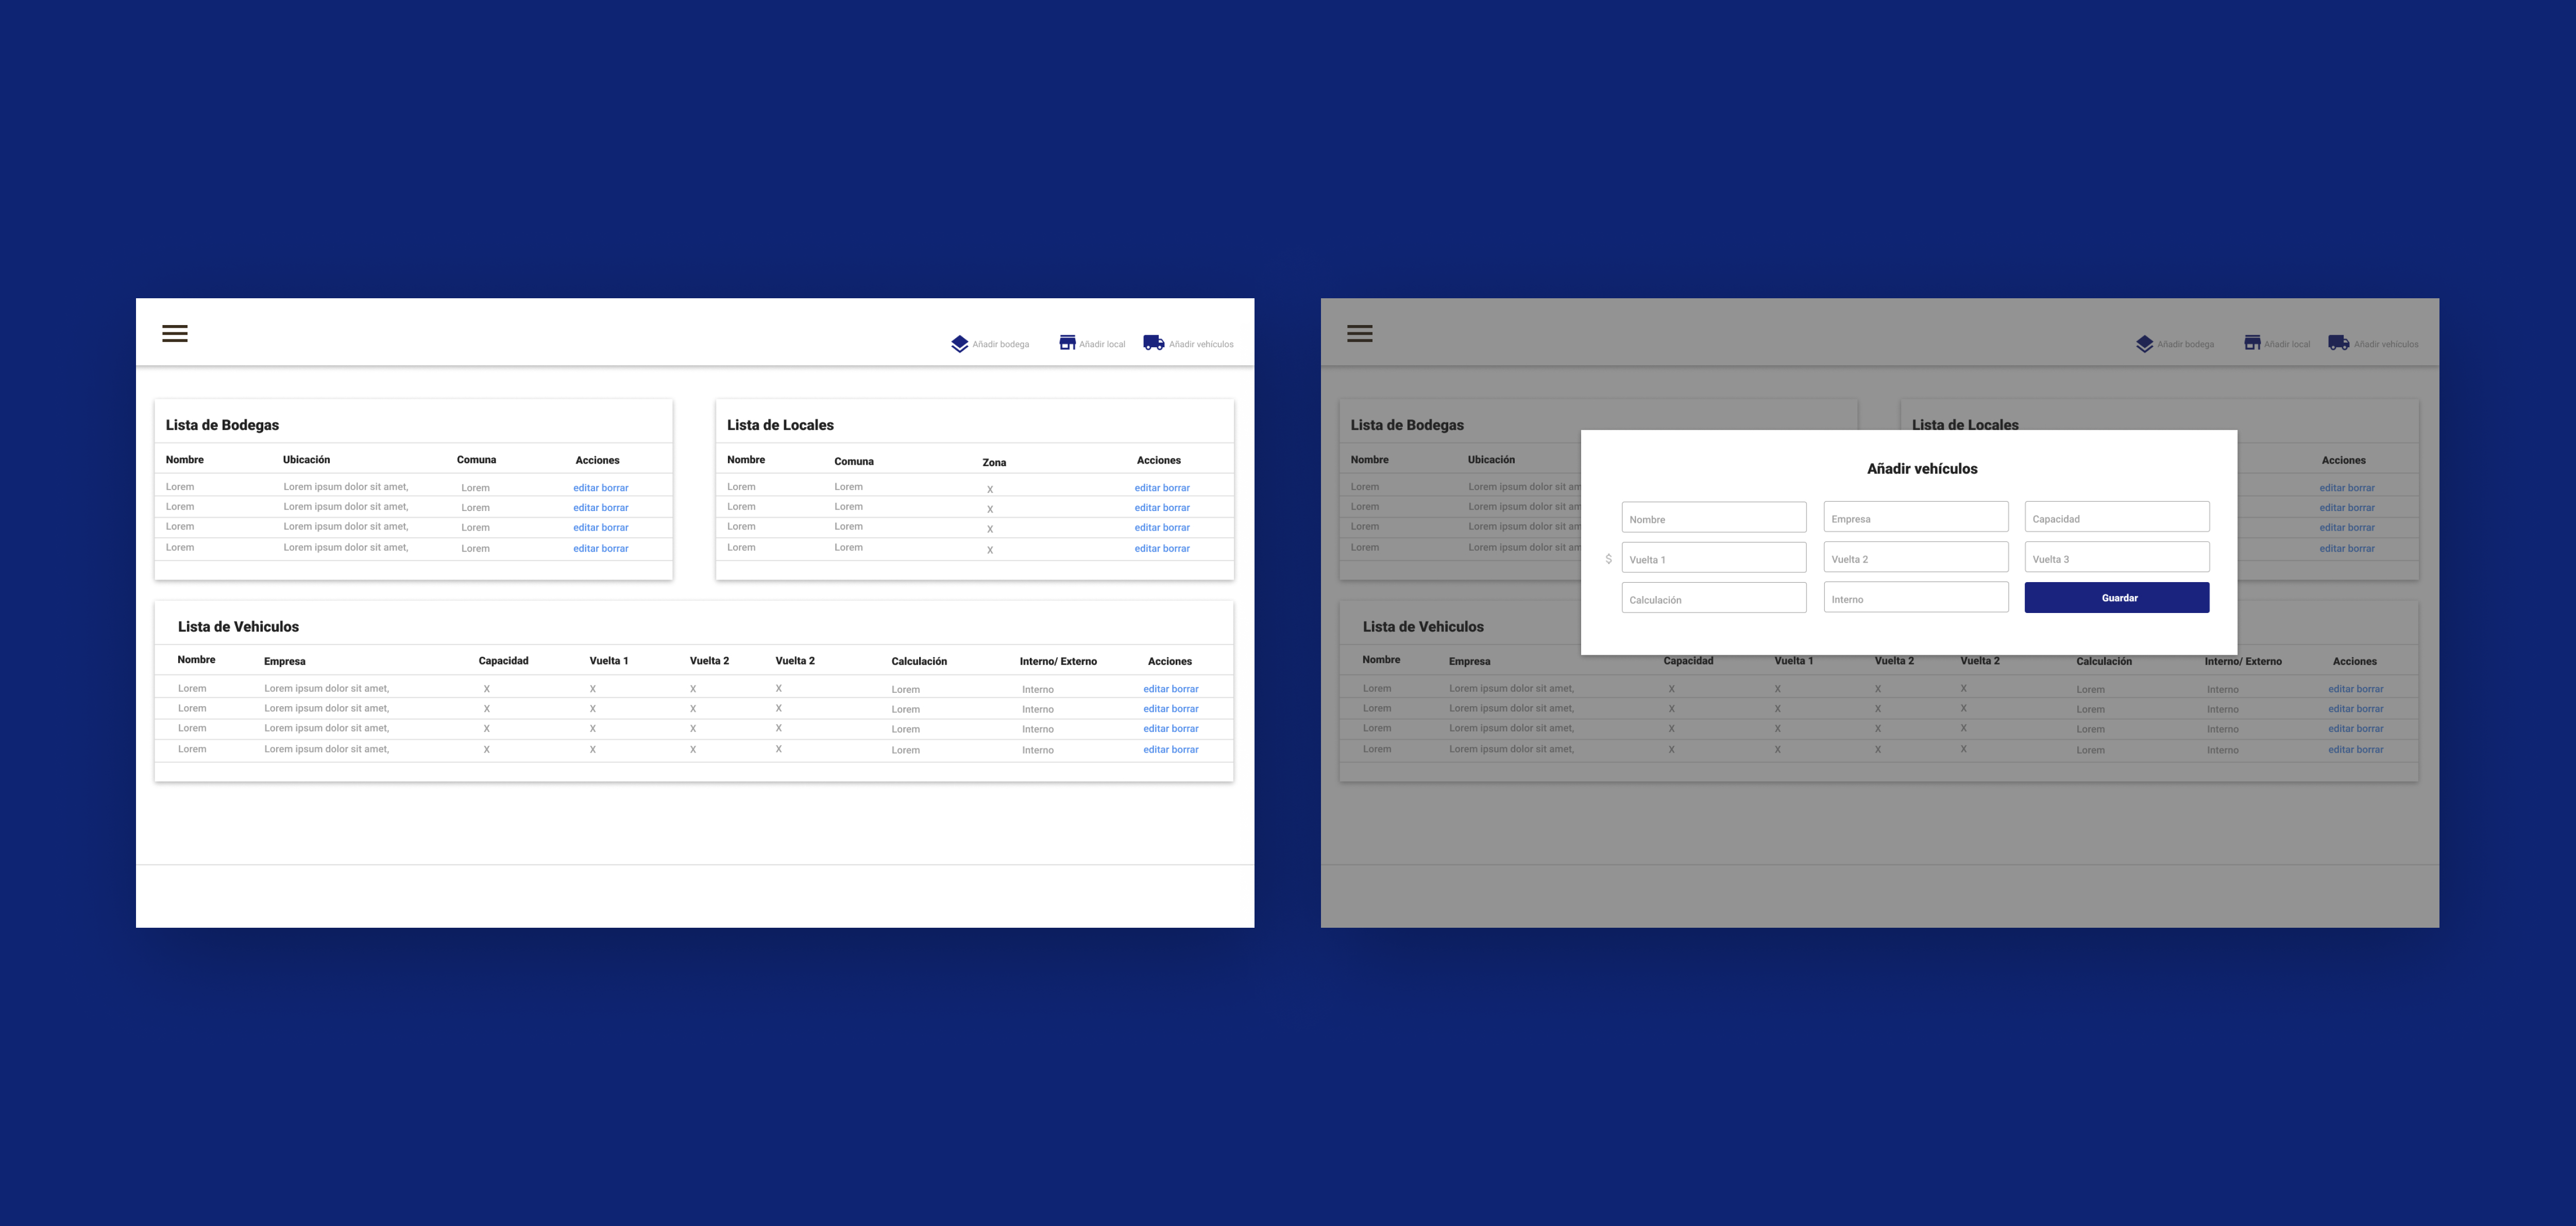 Añadir bodega Añadir local Añadir vehículos
Lista de Bodegas
Nombre Ubicación Comuna Acciones
Lorem Lorem ipsum dolor sit amet, Lorem editar borrar
Lorem Lorem ipsum dolor sit amet, Lorem editar borrar
Lorem Lorem ipsum dolor sit amet, Lorem editar borrar
Lorem Lorem ipsum dolor sit amet, Lorem editar borrar
Lista de Locales
Nombre Comuna Zona Acciones
Lorem Lorem X editar borrar
Lorem Lorem X editar borrar
Lorem Lorem X editar borrar
Lorem Lorem X editar borrar
Lista de Vehiculos
Nombre Empresa Capacidad Vuelta 1 Vuelta 2 Vuelta 2 Calculación Interno/ Externo Acciones
Lorem Lorem ipsum dolor sit amet, X X X X Lorem Interno editar borrar
Lorem Lorem ipsum dolor sit amet, X X X X Lorem Interno editar borrar
Lorem Lorem ipsum dolor sit amet, X X X X Lorem Interno editar borrar
Lorem Lorem ipsum dolor sit amet, X X X X Lorem Interno editar borrar
Añadir bodega Añadir local Añadir vehículos
Lista de Bodegas
Nombre Ubicación
Lorem Lorem ipsum dolor sit am
Lorem Lorem ipsum dolor sit am
Lorem Lorem ipsum dolor sit am
Lorem Lorem ipsum dolor sit am
Lista de Locales
Acciones
editar borrar
editar borrar
editar borrar
editar borrar
Añadir vehículos
Nombre Empresa Capacidad
$ Vuelta 1 Vuelta 2 Vuelta 3
Calculación Interno Guardar
Lista de Vehiculos
Nombre Empresa Capacidad Vuelta 1 Vuelta 2 Vuelta 2 Calculación Interno/ Externo Acciones
Lorem Lorem ipsum dolor sit amet, X X X X Lorem Interno editar borrar
Lorem Lorem ipsum dolor sit amet, X X X X Lorem Interno editar borrar
Lorem Lorem ipsum dolor sit amet, X X X X Lorem Interno editar borrar
Lorem Lorem ipsum dolor sit amet, X X X X Lorem Interno editar borrar